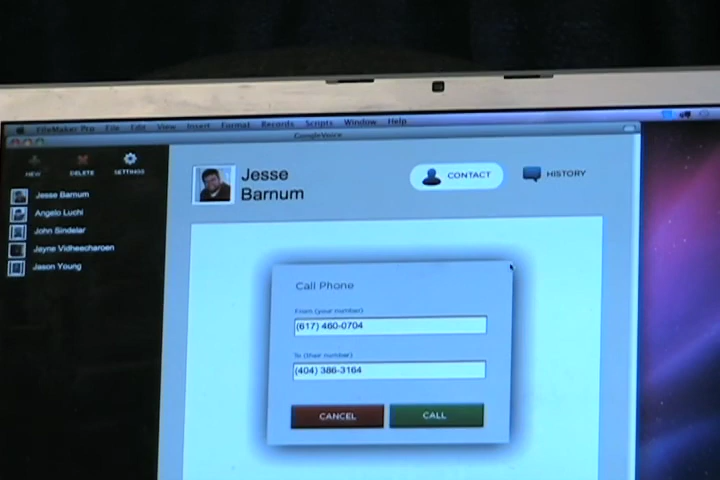 FileMaker Pro File Edit View Insert Format Records Scripts Window Help
GoogleVoice
NEW DELETE SETTINGS
Jesse Barnum
Angelo Luchi
John Sindelar
Jayne Vidheecharoen
Jason Young
Jesse
Barnum
CONTACT
HISTORY
Call Phone
From (your number)
(617) 460-0704
To (their number)
(404) 386-3164
CANCEL CALL